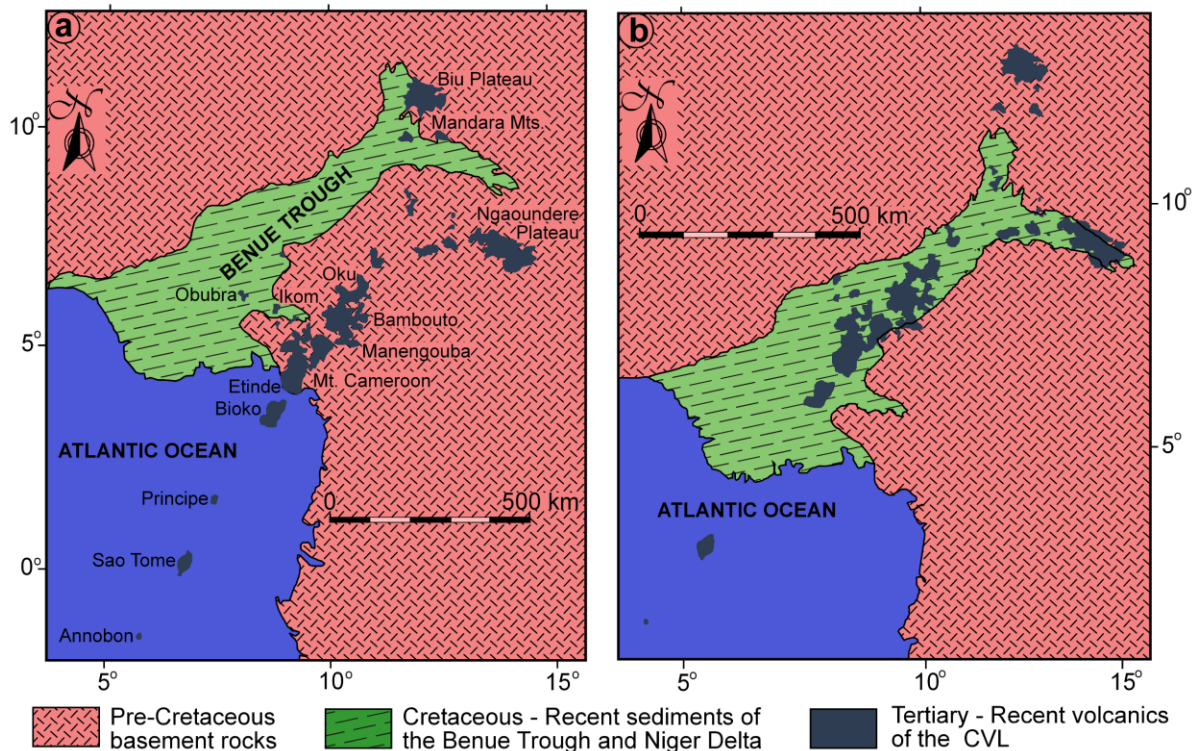 a
N
Biu Plateau
Mandara Mts.
10°
BENUE TROUGH
Ngaoundere
Plateau
Oku
Obubra
Ikom
Bambouto
5°
Manengouba
Etinde
Mt. Cameroon
Bioko
ATLANTIC OCEAN
Principe
0
500 km
Sao Tome
0°
Annobon
5°
10°
15°
b
N
0
500 km
10°
5°
ATLANTIC OCEAN
5°
10°
15°
Pre-Cretaceous
basement rocks
Cretaceous - Recent sediments of
the Benue Trough and Niger Delta
Tertiary - Recent volcanics
of the CVL